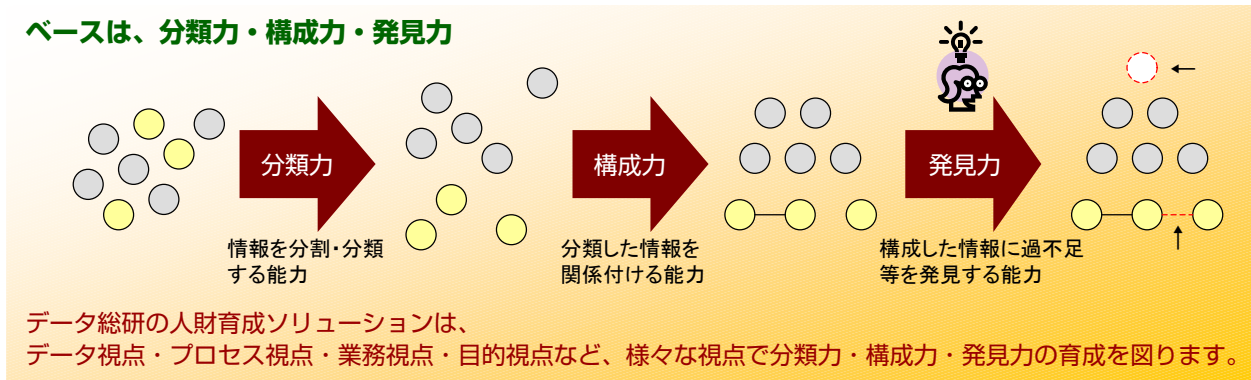 ベースは、分類力・構成力・発見力
分類力
構成力
発見力
情報を分割・分類
する能力
分類した情報を
関係付ける能力
構成した情報に過不足
等を発見する能力
データ総研の人財育成ソリューションは、
データ視点・プロセス視点・業務視点・目的視点など、様々な視点で分類力・構成力・発見力の育成を図ります。